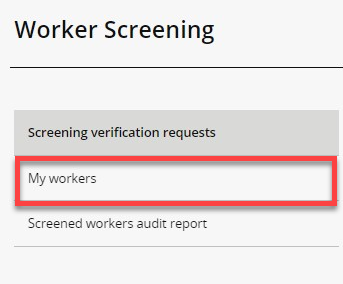 Worker Screening
Screening verification requests
My workers
Screened workers audit report